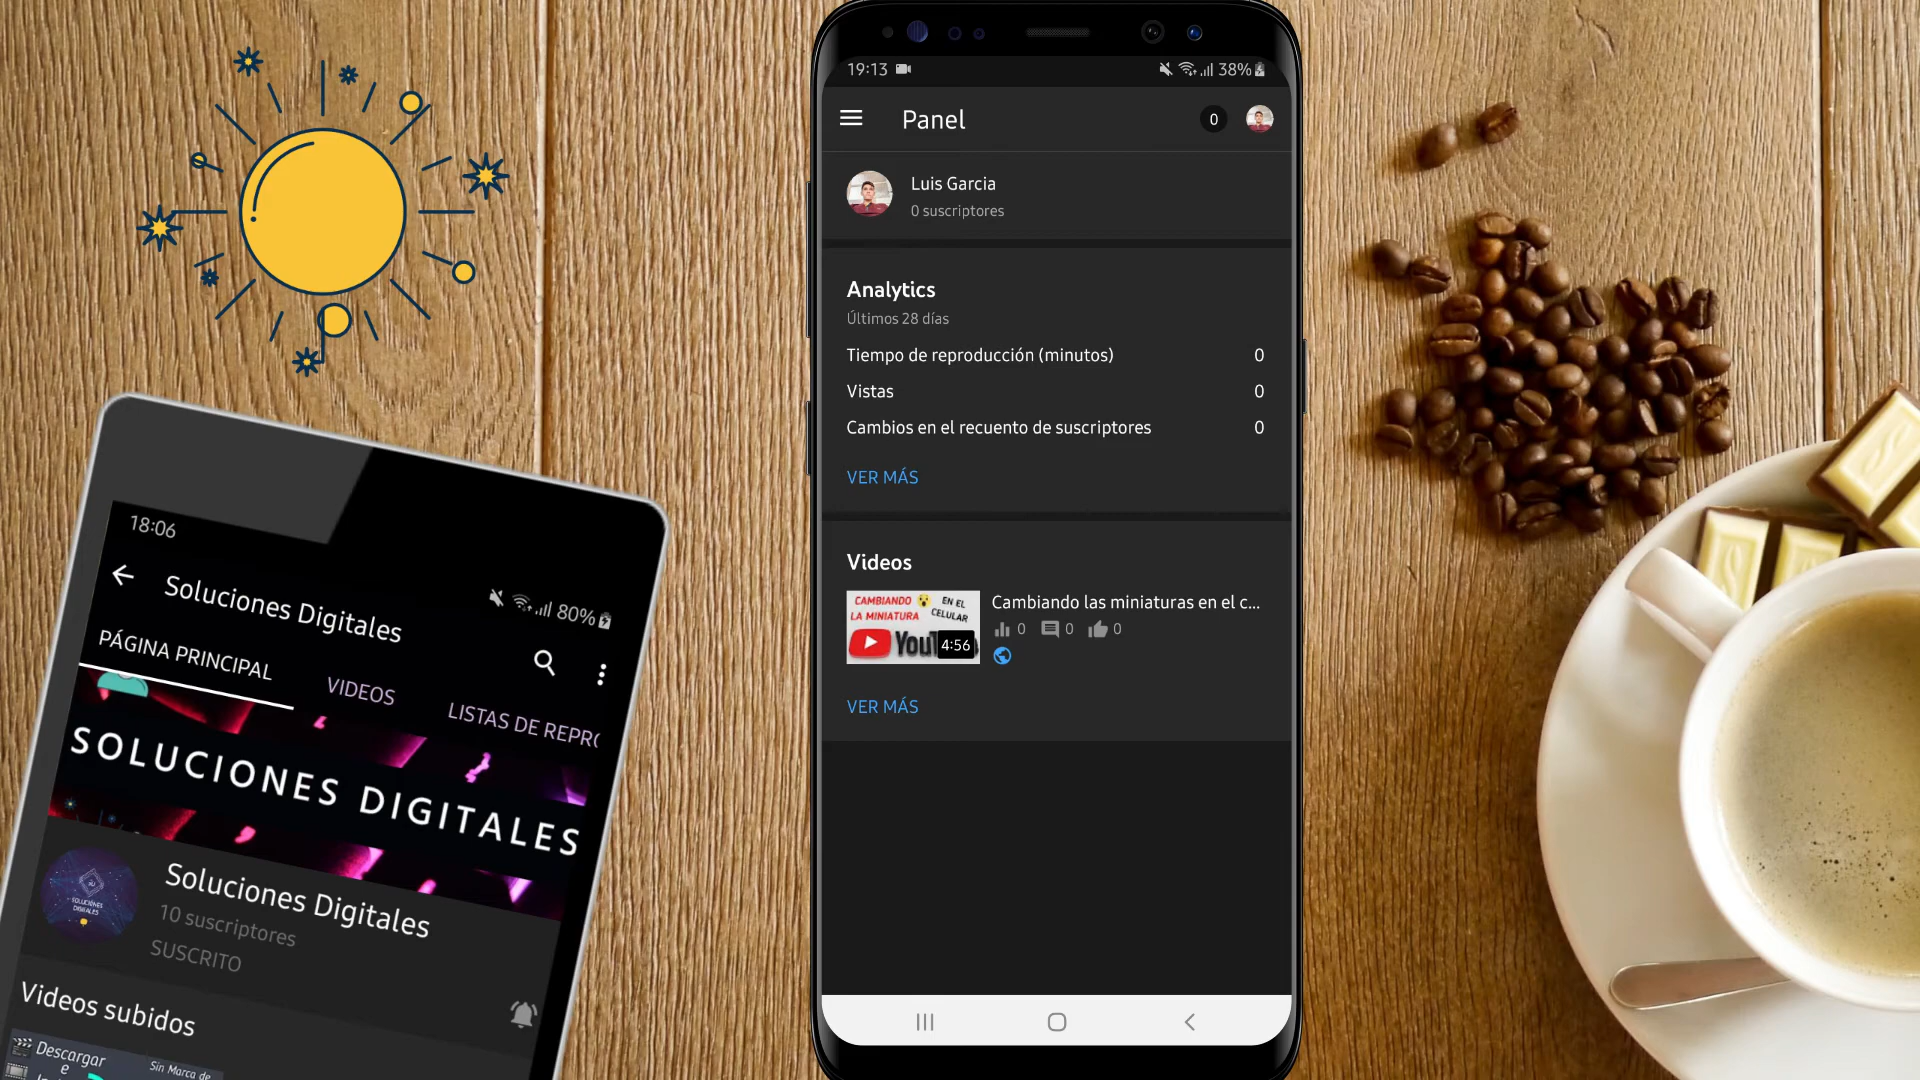 19:13
38%
Panel
0
Luis Garcia
0 suscriptores
Analytics
Últimos 28 días
Tiempo de reproducción (minutos) 0
Vistas 0
Cambios en el recuento de suscriptores 0
VER MÁS
Videos
CAMBIANDO EN EL
LA MINIATURA CELULAR
4:56
Cambiando las miniaturas en el c...
0 0 0
VER MÁS
18:06
80%
Soluciones Digitales
PÁGINA PRINCIPAL
VIDEOS
LISTAS DE REPRO
SOLUCIONES DIGITALES
SOLUCIONES
DIGITALES
Soluciones Digitales
10 suscriptores
SUSCRITO
Videos subidos
Descargar
e
Sin Marca de